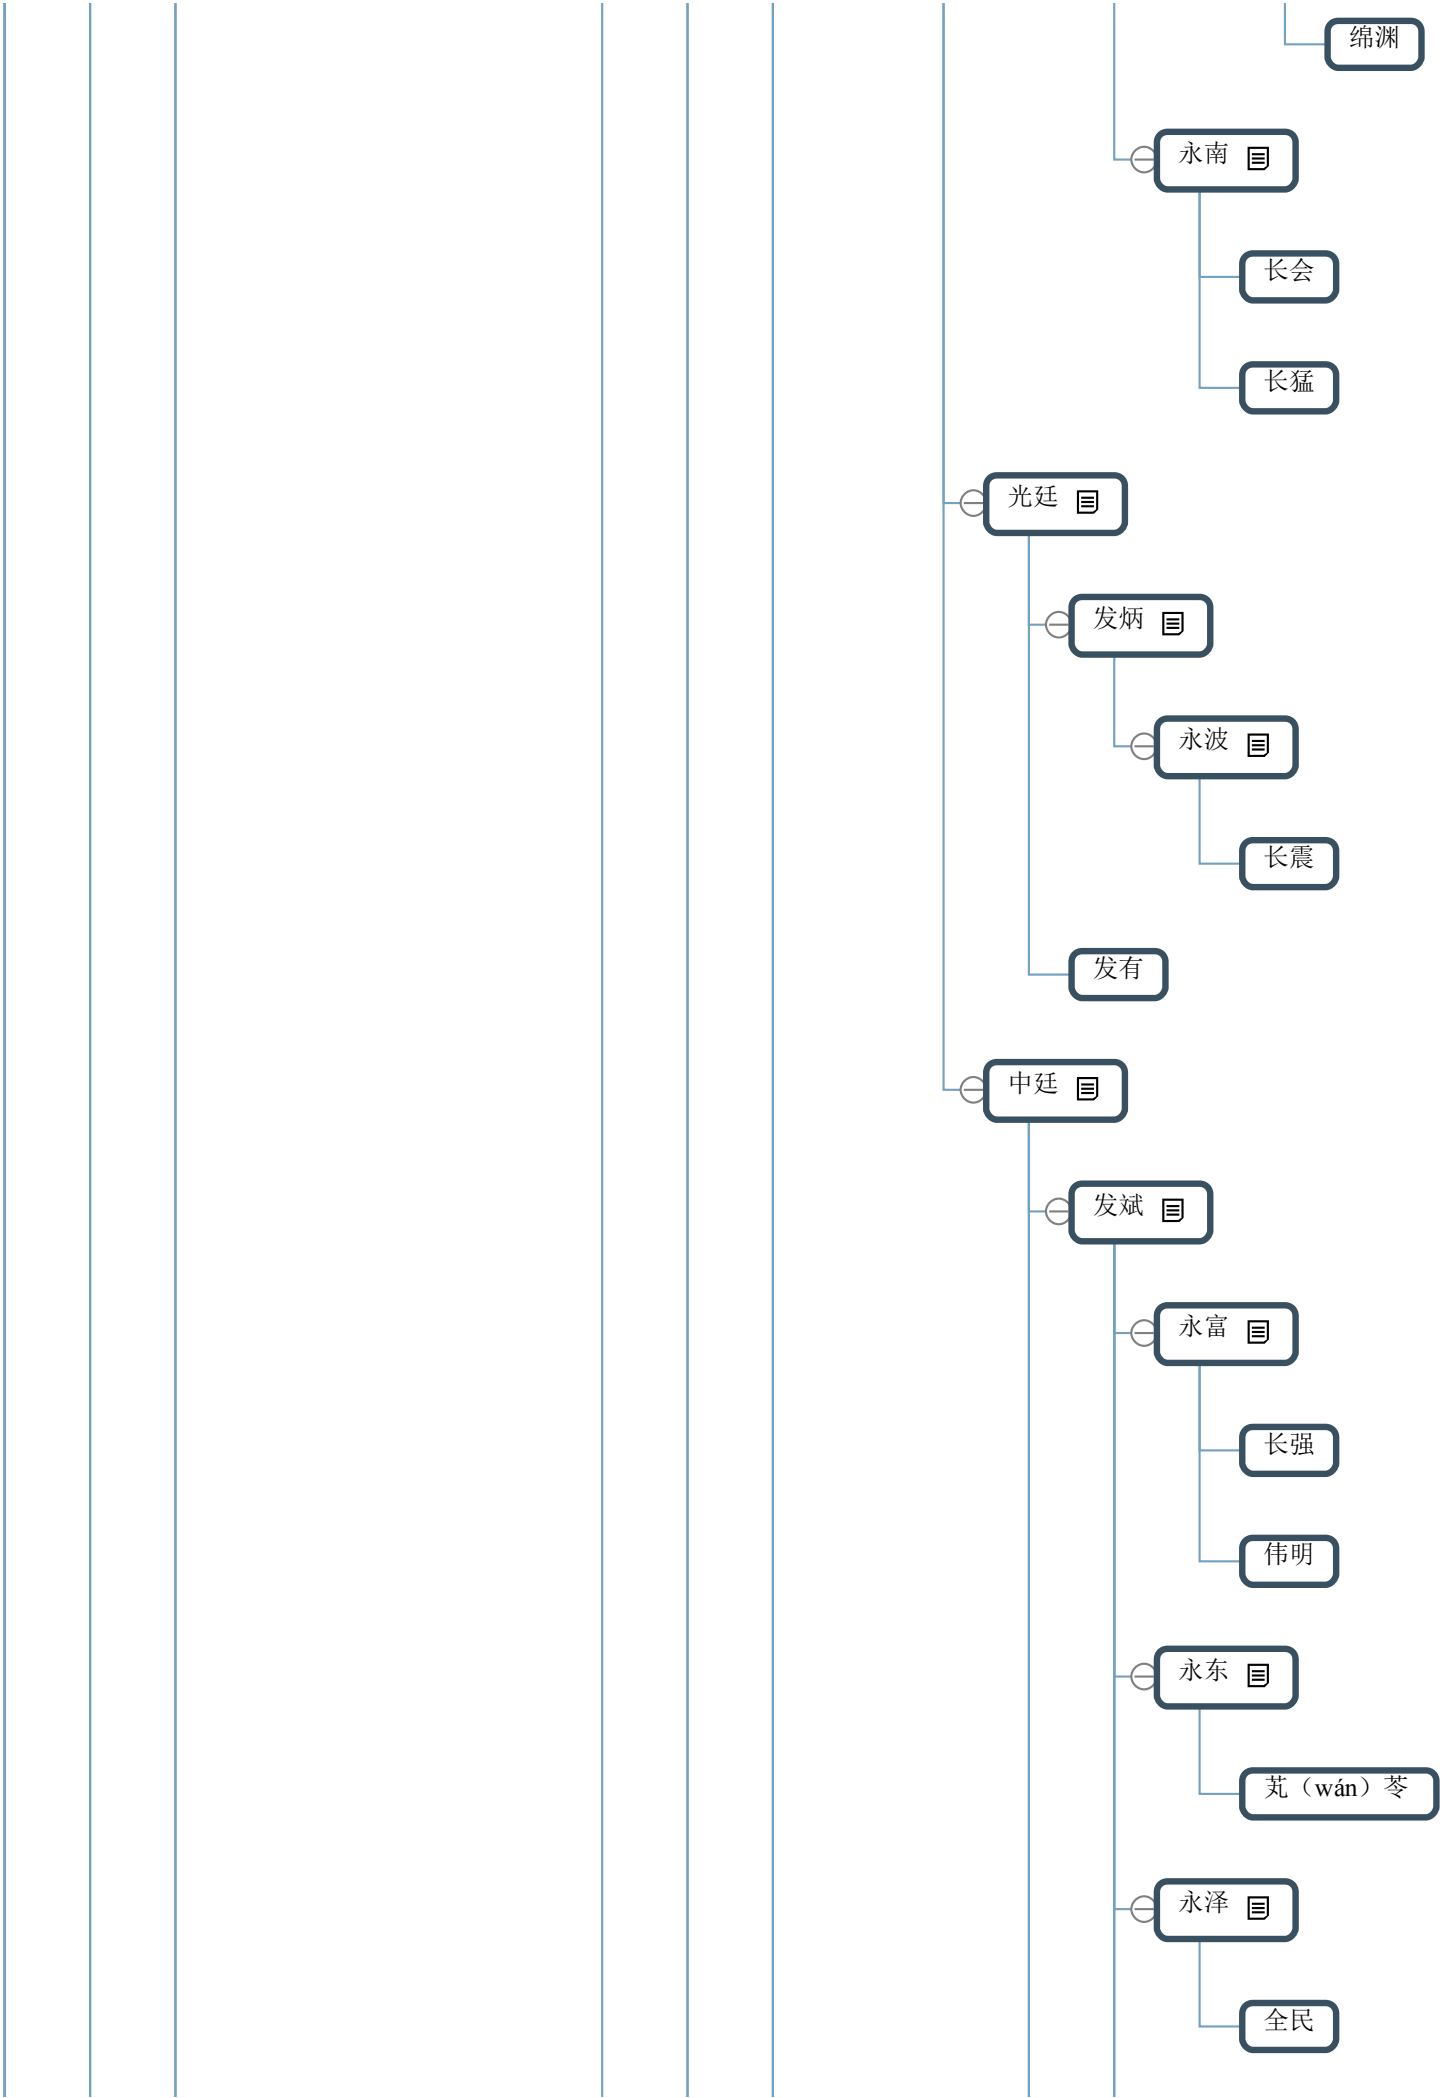 绵渊
永南
长会
长猛
光廷
发炳
永波
长震
发有
中廷
发斌
永富
长强
伟明
永东
芄（wán）苓
永泽
全民